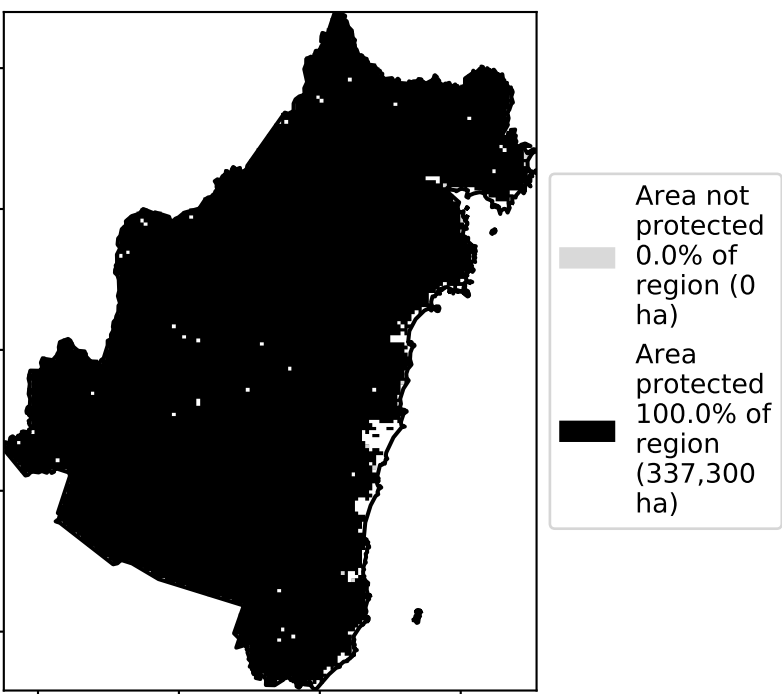 Area not
protected
0.0% of
region (0
ha)
Area
protected
100.0% of
region
(337,300
ha)